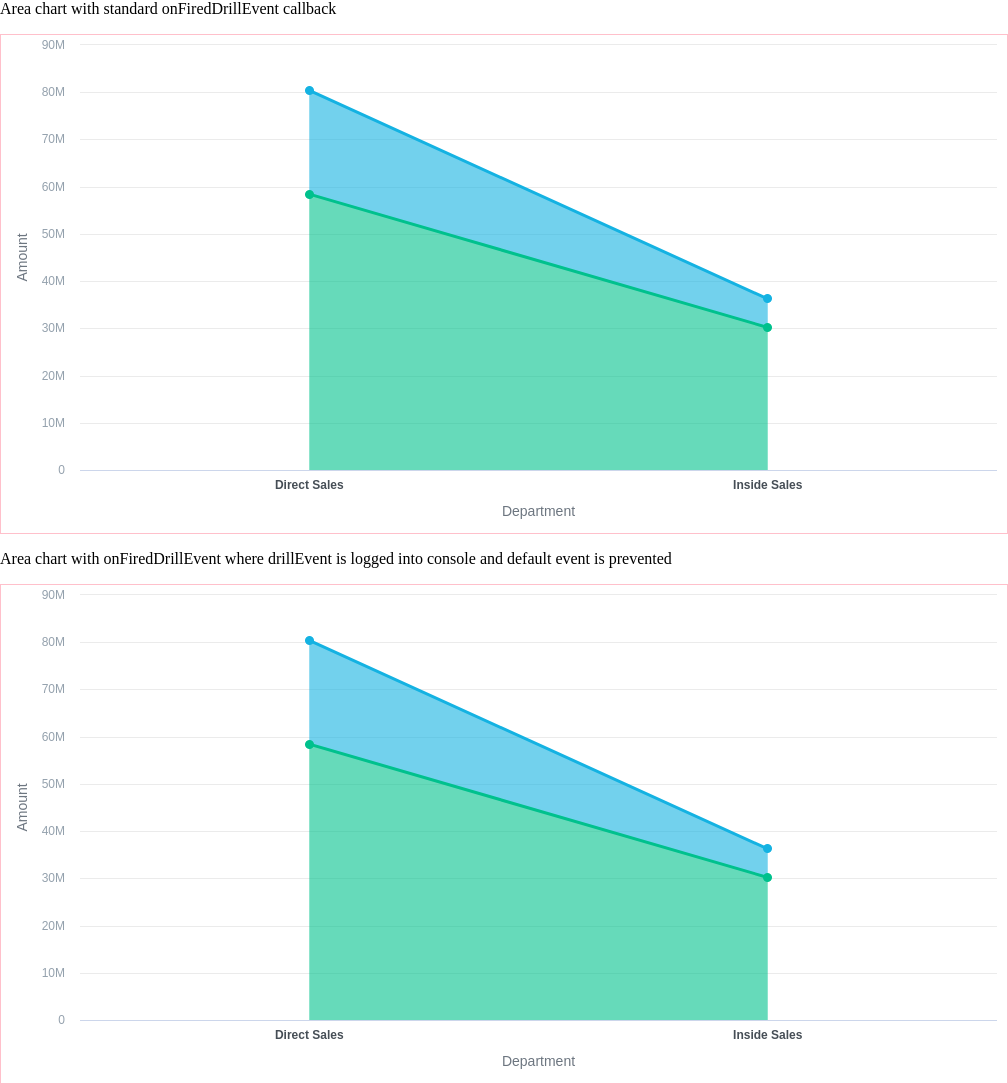 Area chart with standard onFiredDrillEvent callback
90M
80M
70M
60M
50M
40M
30M
20M
10M
0
Amount
Direct Sales
Inside Sales
Department
Area chart with onFiredDrillEvent where drillEvent is logged into console and default event is prevented
90M
80M
70M
60M
50M
40M
30M
20M
10M
0
Amount
Direct Sales
Inside Sales
Department